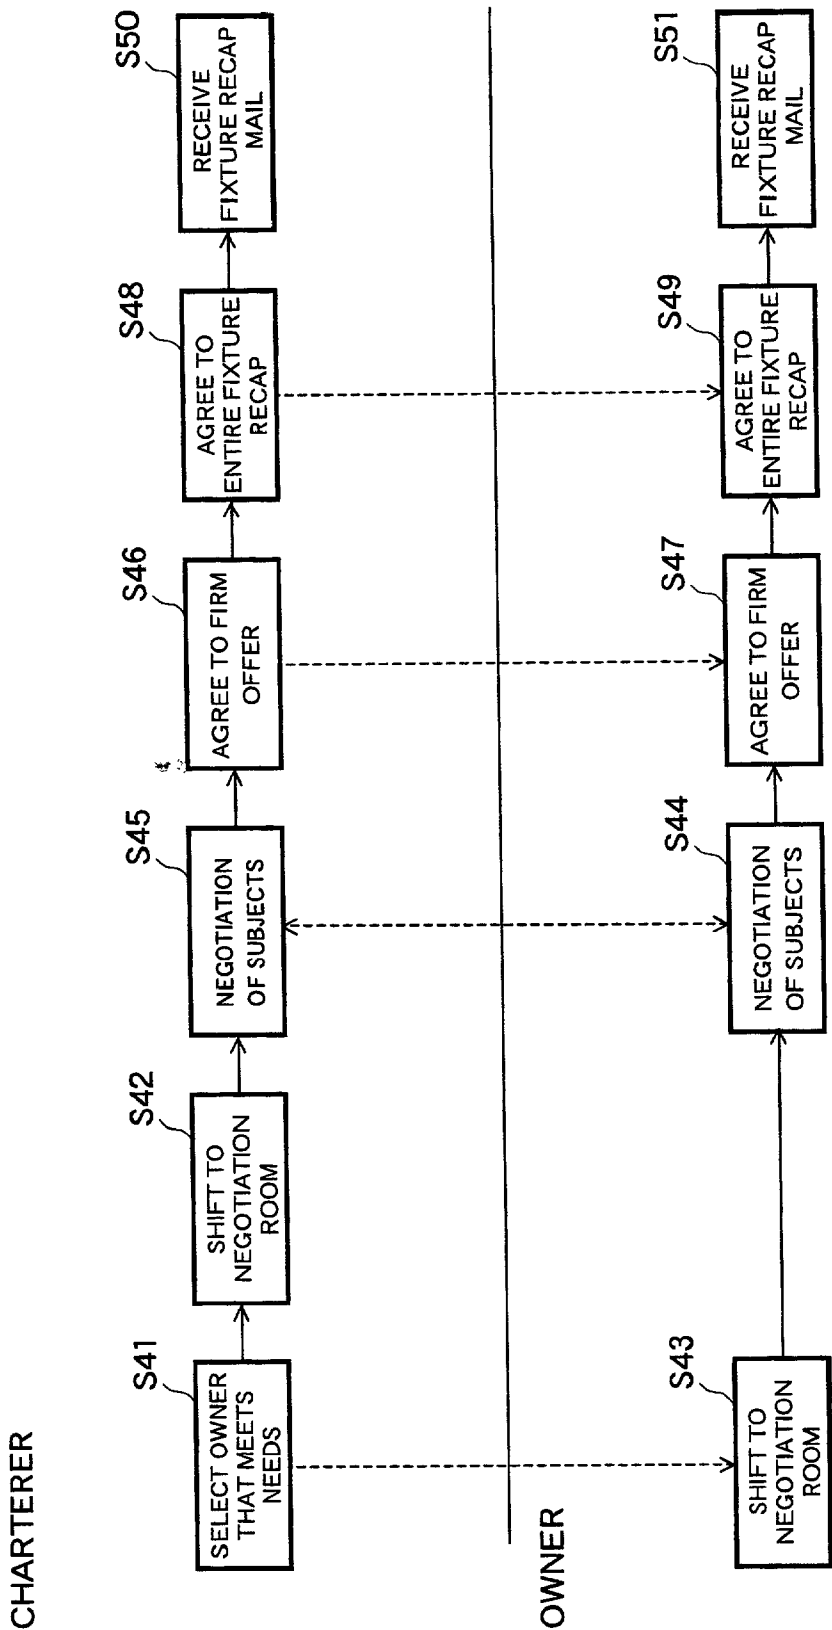 CHARTERER
S41
SELECT OWNER
THAT MEETS
NEEDS
S42
SHIFT TO
NEGOTIATION
ROOM
S45
NEGOTIATION
OF SUBJECTS
S46
AGREE TO FIRM
OFFER
S48
AGREE TO
ENTIRE FIXTURE
RECAP
S50
RECEIVE
FIXTURE RECAP
MAIL
OWNER
S43
SHIFT TO
NEGOTIATION
ROOM
S44
NEGOTIATION
OF SUBJECTS
S47
AGREE TO FIRM
OFFER
S49
AGREE TO
ENTIRE FIXTURE
RECAP
S51
RECEIVE
FIXTURE RECAP
MAIL